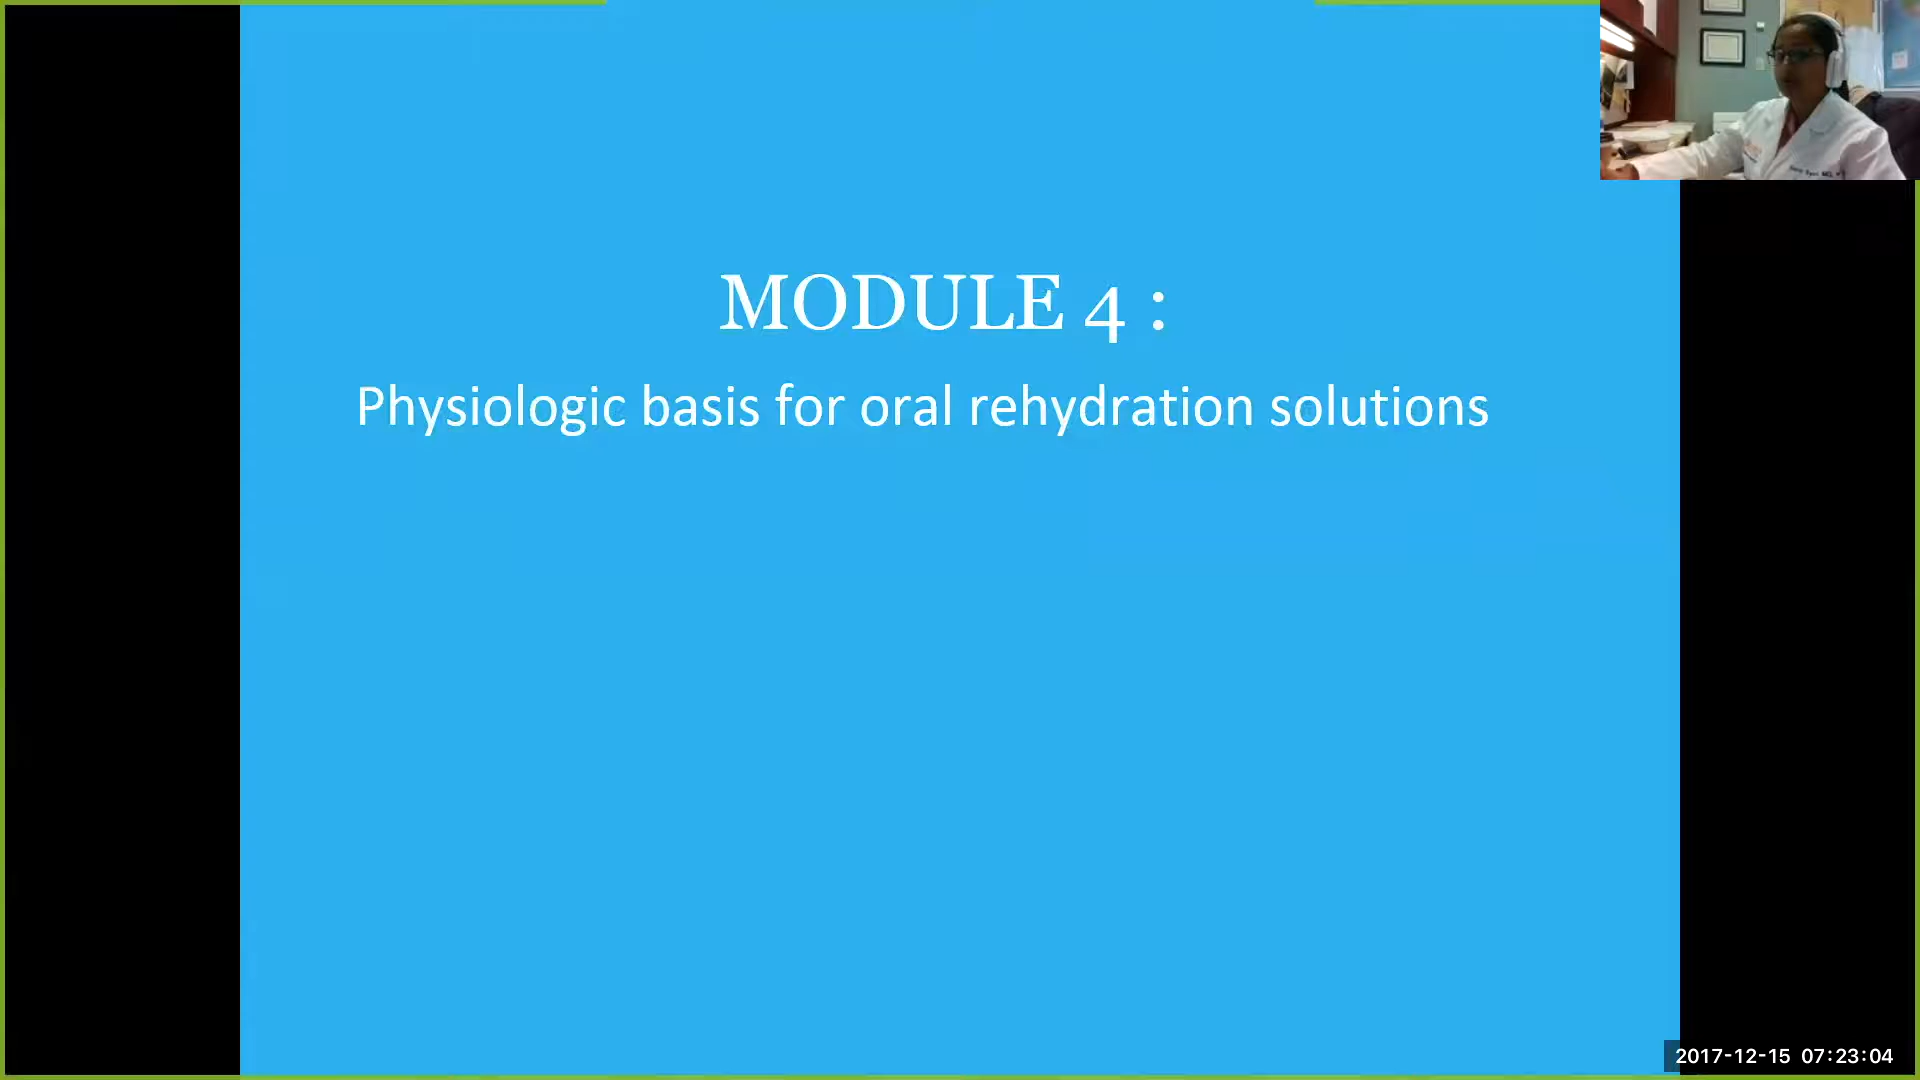 MODULE 4 :
Physiologic basis for oral rehydration solutions
2017-12-15 07:23:04